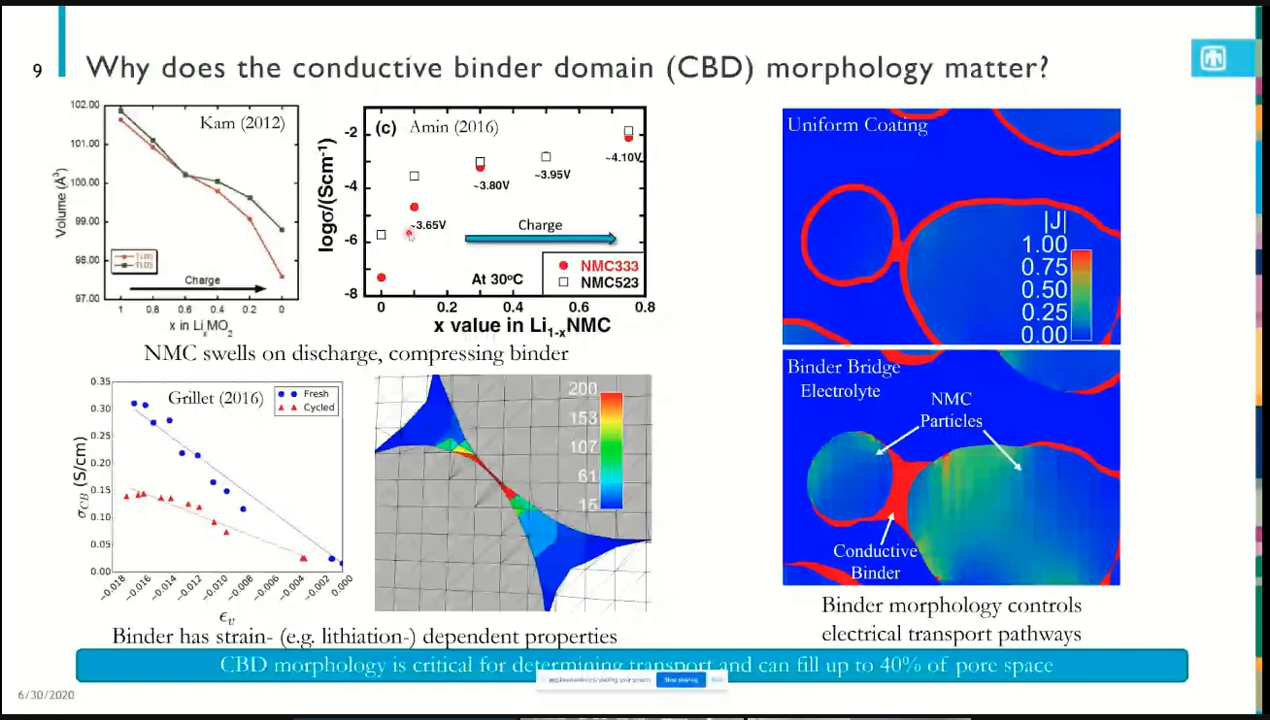 9
Why does the conductive binder domain (CBD) morphology matter?
102.00
101.00
100.00
99.00
98.00
97.00
Volume (Å³)
Kam (2012)
Charge
1 0.8 0.6 0.4 0.2 0
x in LiₓMO₂
(c) Amin (2016)
-2
-4
-6
-8
logσ/(Scm⁻¹)
~3.65V
~3.80V
~3.95V
~4.10V
Charge
At 30°C
NMC333
NMC523
0 0.2 0.4 0.6 0.8
x value in Li₁₋ₓNMC
NMC swells on discharge, compressing binder
Grillet (2016)
Fresh
Cycled
0.35
0.30
0.25
0.20
0.15
0.10
0.05
0.00
σCB (S/cm)
−0.018 −0.016 −0.014 −0.012 −0.010 −0.008 −0.006 −0.004 −0.002 0.000
ϵv
200
153
107
61
15
Binder has strain- (e.g. lithiation-) dependent properties
Uniform Coating
|J|
1.00
0.75
0.50
0.25
0.00
Binder Bridge
Electrolyte
NMC
Particles
Conductive
Binder
Binder morphology controls
electrical transport pathways
CBD morphology is critical for determining transport and can fill up to 40% of pore space
Stop sharing
6/30/2020